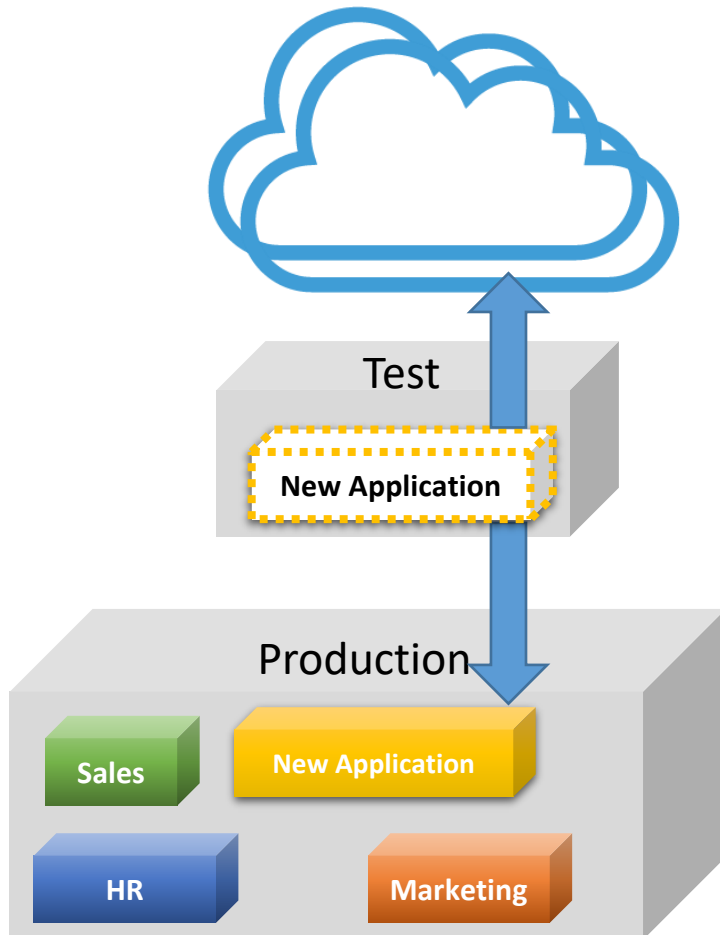 Test
New Application
Production
New Application
Sales
HR
Marketing